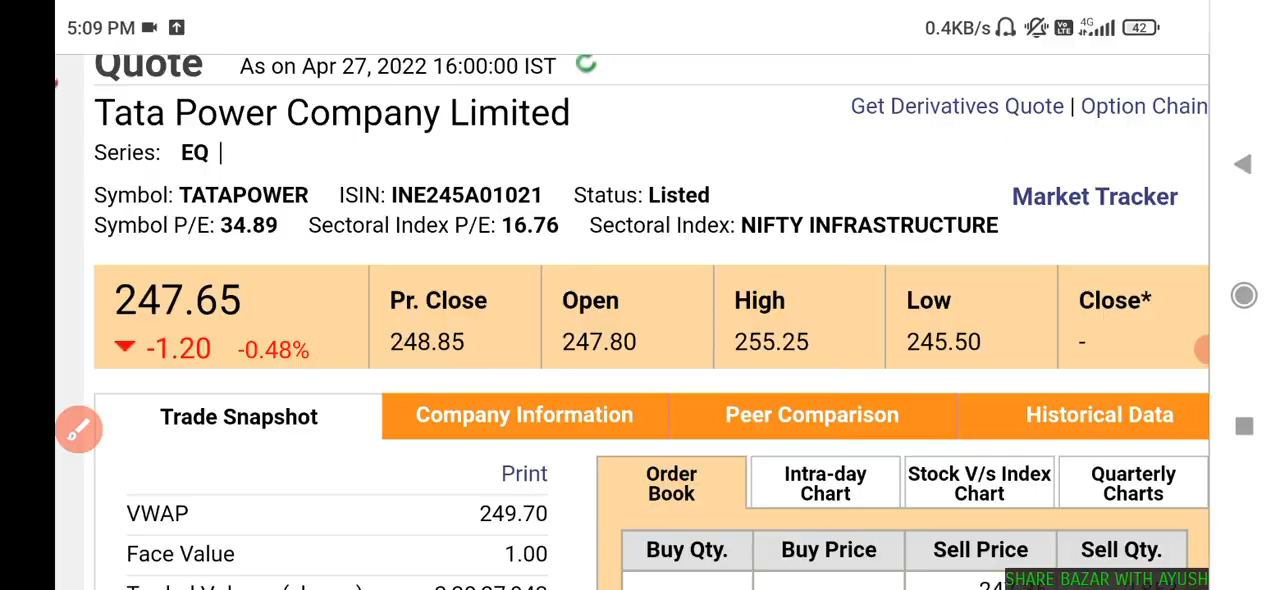 5:09 PM
0.4KB/s 4G 42
Quote As on Apr 27, 2022 16:00:00 IST
Tata Power Company Limited
Get Derivatives Quote | Option Chain
Series: EQ |
Symbol: TATAPOWER ISIN: INE245A01021 Status: Listed
Market Tracker
Symbol P/E: 34.89 Sectoral Index P/E: 16.76 Sectoral Index: NIFTY INFRASTRUCTURE
247.65 Pr. Close Open High Low Close*
-1.20 -0.48% 248.85 247.80 255.25 245.50 -
Trade Snapshot Company Information Peer Comparison Historical Data
Print
Order Book
Intra-day Chart
Stock V/s Index Chart
Quarterly Charts
VWAP 249.70
Face Value 1.00
Buy Qty. Buy Price Sell Price Sell Qty.
SHARE BAZAR WITH AYUSH